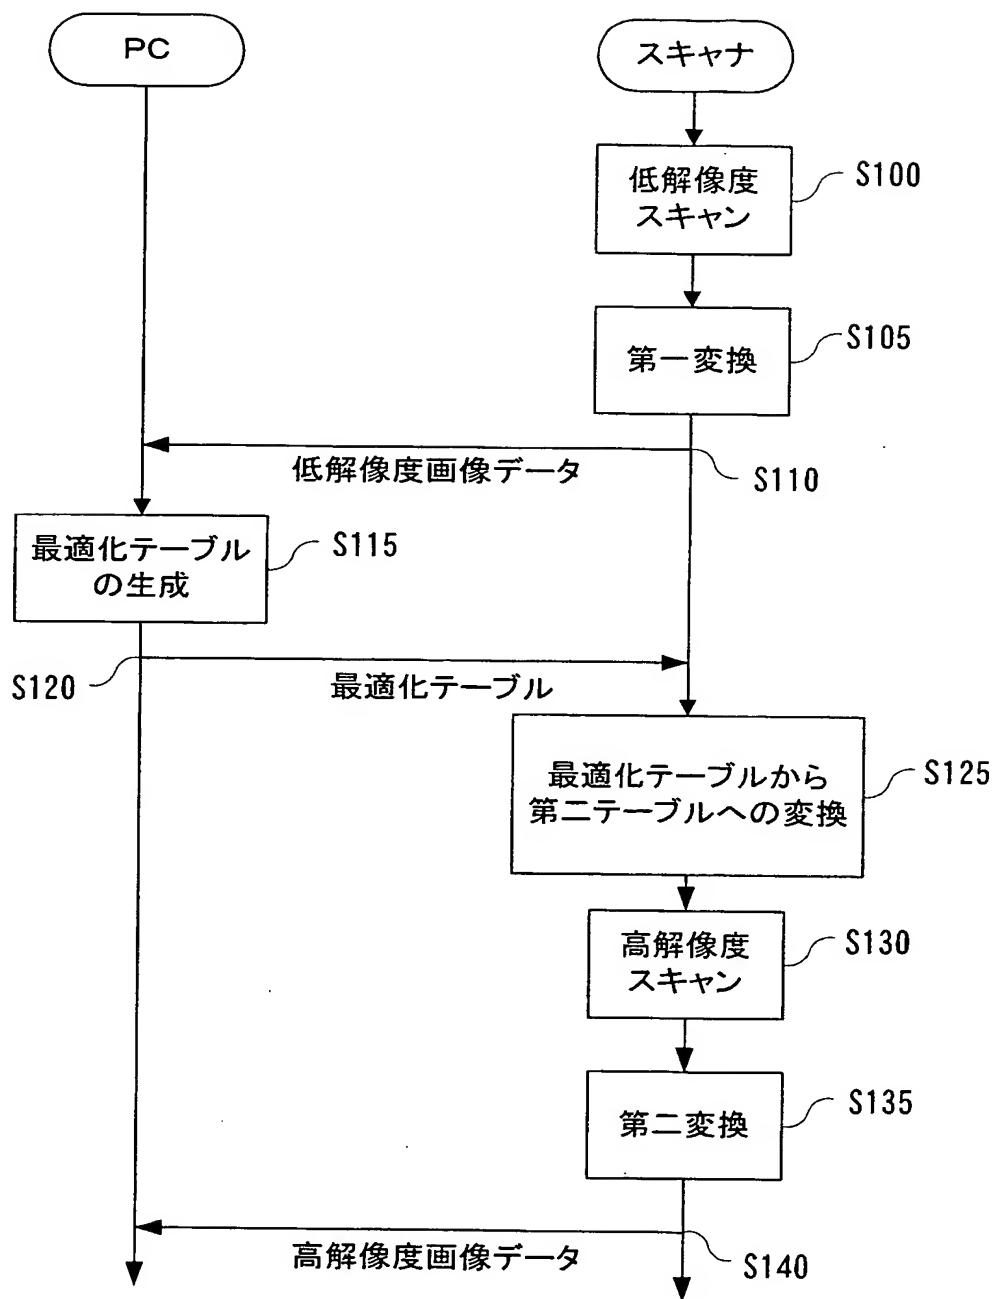 PC
スキャナ
低解像度
スキャン
S100
第一変換
S105
低解像度画像データ
S110
最適化テーブル
の生成
S115
S120
最適化テーブル
最適化テーブルから
第二テーブルへの変換
S125
高解像度
スキャン
S130
第二変換
S135
高解像度画像データ
S140